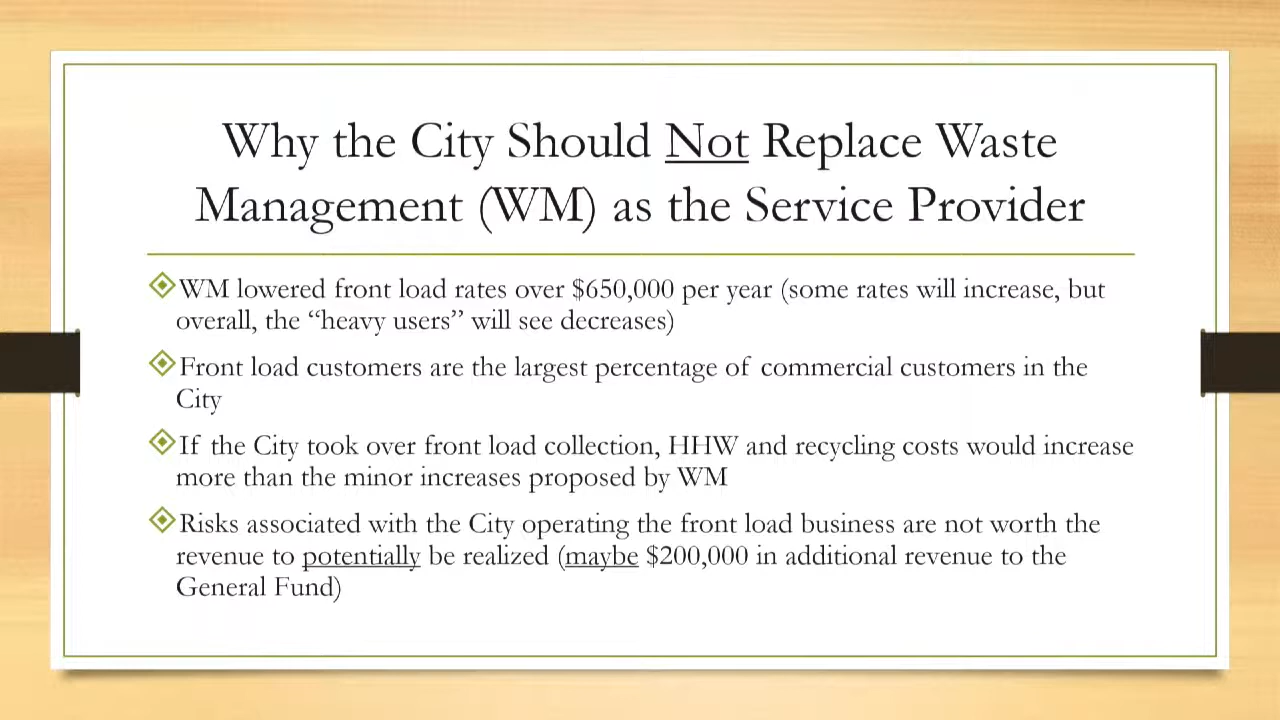 Why the City Should Not Replace Waste
Management (WM) as the Service Provider
WM lowered front load rates over $650,000 per year (some rates will increase, but
overall, the “heavy users” will see decreases)
Front load customers are the largest percentage of commercial customers in the
City
If the City took over front load collection, HHW and recycling costs would increase
more than the minor increases proposed by WM
Risks associated with the City operating the front load business are not worth the
revenue to potentially be realized (maybe $200,000 in additional revenue to the
General Fund)